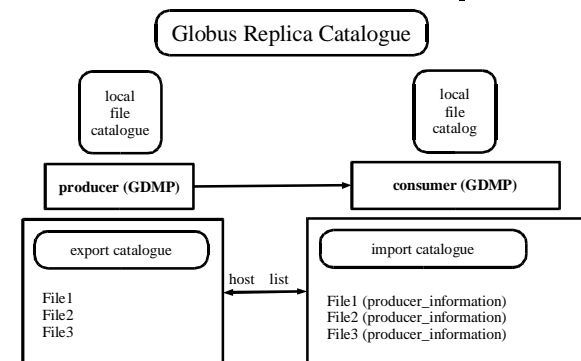 Globus Replica Catalogue
local
file
catalogue
local
file
catalog
producer (GDMP)
consumer (GDMP)
export catalogue
import catalogue
host list
File1
File2
File3
File1 (producer_information)
File2 (producer_information)
File3 (producer_information)